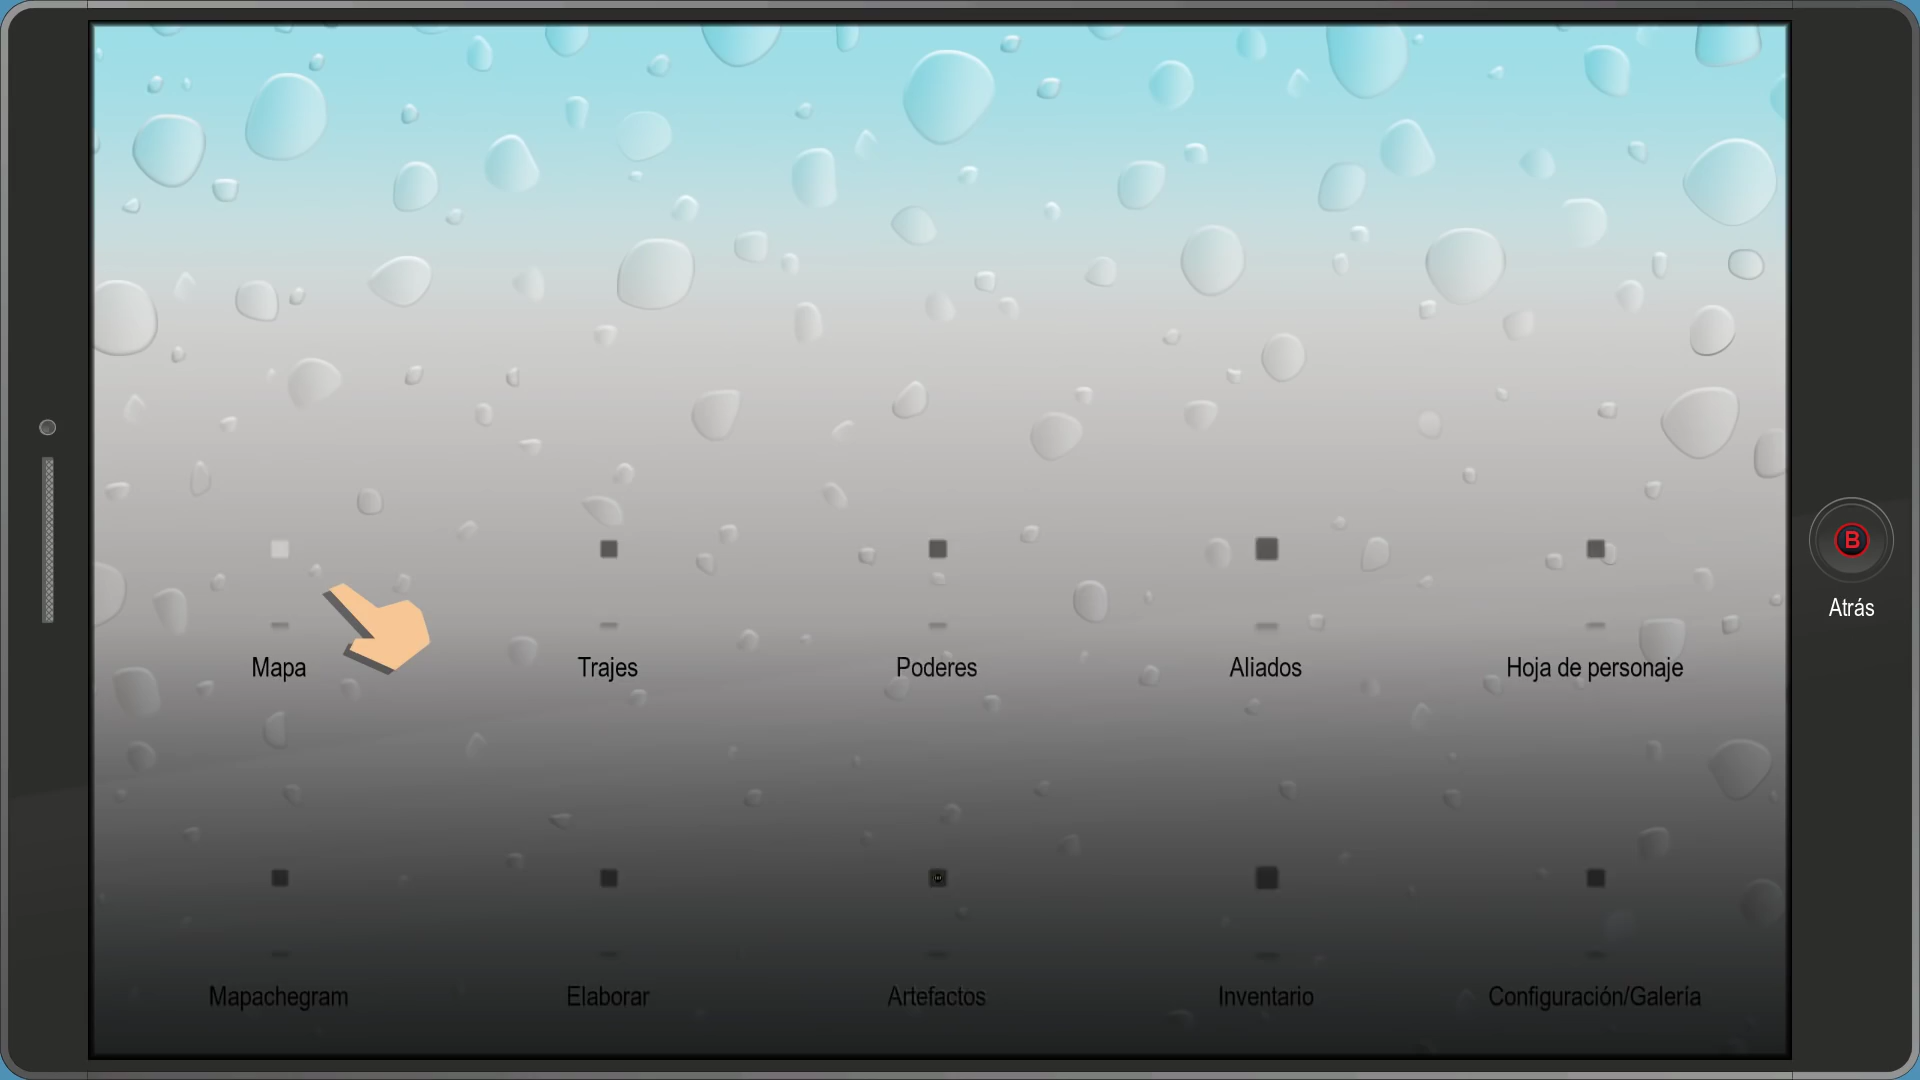 B
Atrás
Mapa
Trajes
Poderes
Aliados
Hoja de personaje
Mapachegram
Elaborar
Artefactos
Inventario
Configuración/Galería